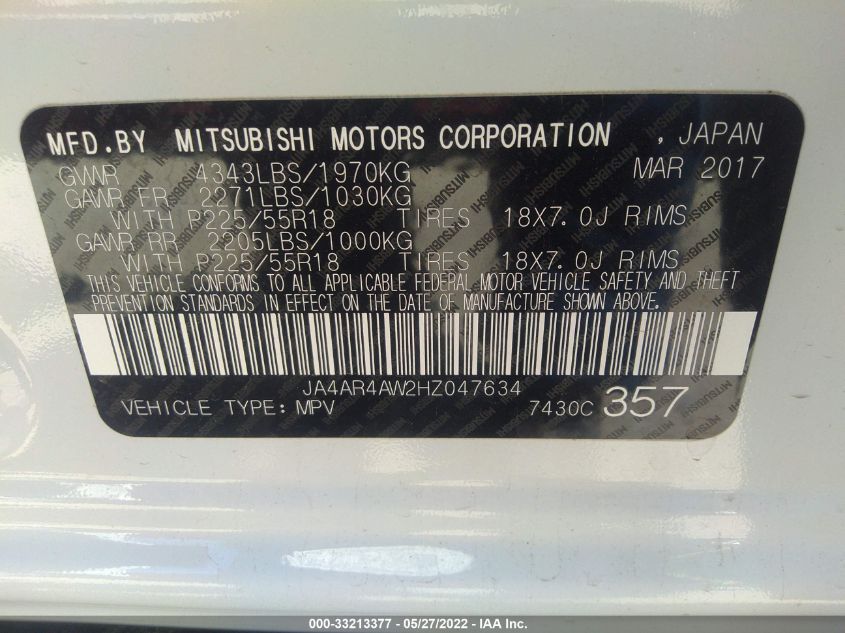 MFD.BY MITSUBISHI MOTORS CORPORATION , JAPAN
GVWR 4343LBS/1970KG MAR 2017
GAWR FR 2271LBS/1030KG
WITH P225/55R18 TIRES 18X7.0J RIMS
GAWR RR 2205LBS/1000KG
WITH P225/55R18 TIRES 18X7.0J RIMS
THIS VEHICLE CONFORMS TO ALL APPLICABLE FEDERAL MOTOR VEHICLE SAFETY AND THEFT
PREVENTION STANDARDS IN EFFECT ON THE DATE OF MANUFACTURE SHOWN ABOVE.
JA4AR4AW2HZ047634
VEHICLE TYPE: MPV 7430C 357
000-33213377 - 05/27/2022 - IAA Inc.